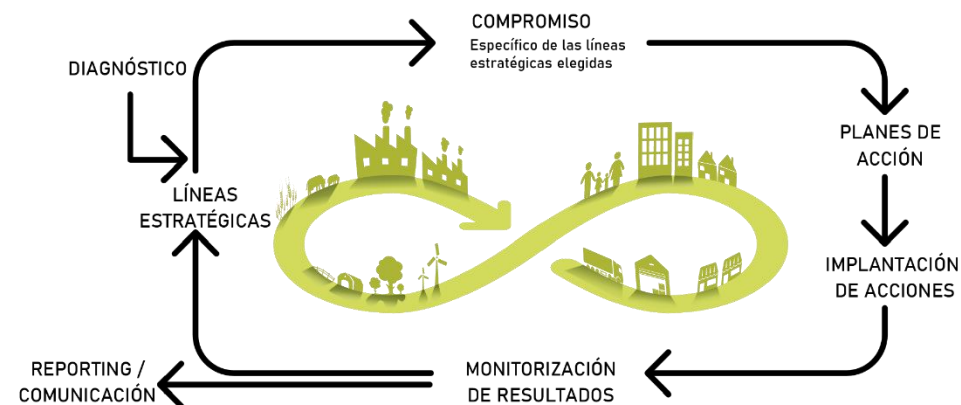 COMPROMISO
Específico de las líneas
estratégicas elegidas
DIAGNÓSTICO
PLANES DE
ACCIÓN
LÍNEAS
ESTRATÉGICAS
IMPLANTACIÓN
DE ACCIONES
REPORTING /
COMUNICACIÓN
MONITORIZACIÓN
DE RESULTADOS